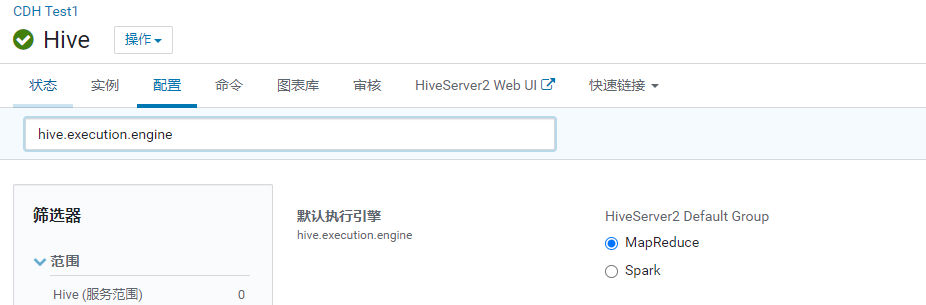 CDH Test1
Hive 操作
状态 实例 配置 命令 图表库 审核 HiveServer2 Web UI 快速链接
hive.execution.engine
筛选器
范围
Hive (服务范围) 0
默认执行引擎
hive.execution.engine
HiveServer2 Default Group
MapReduce
Spark